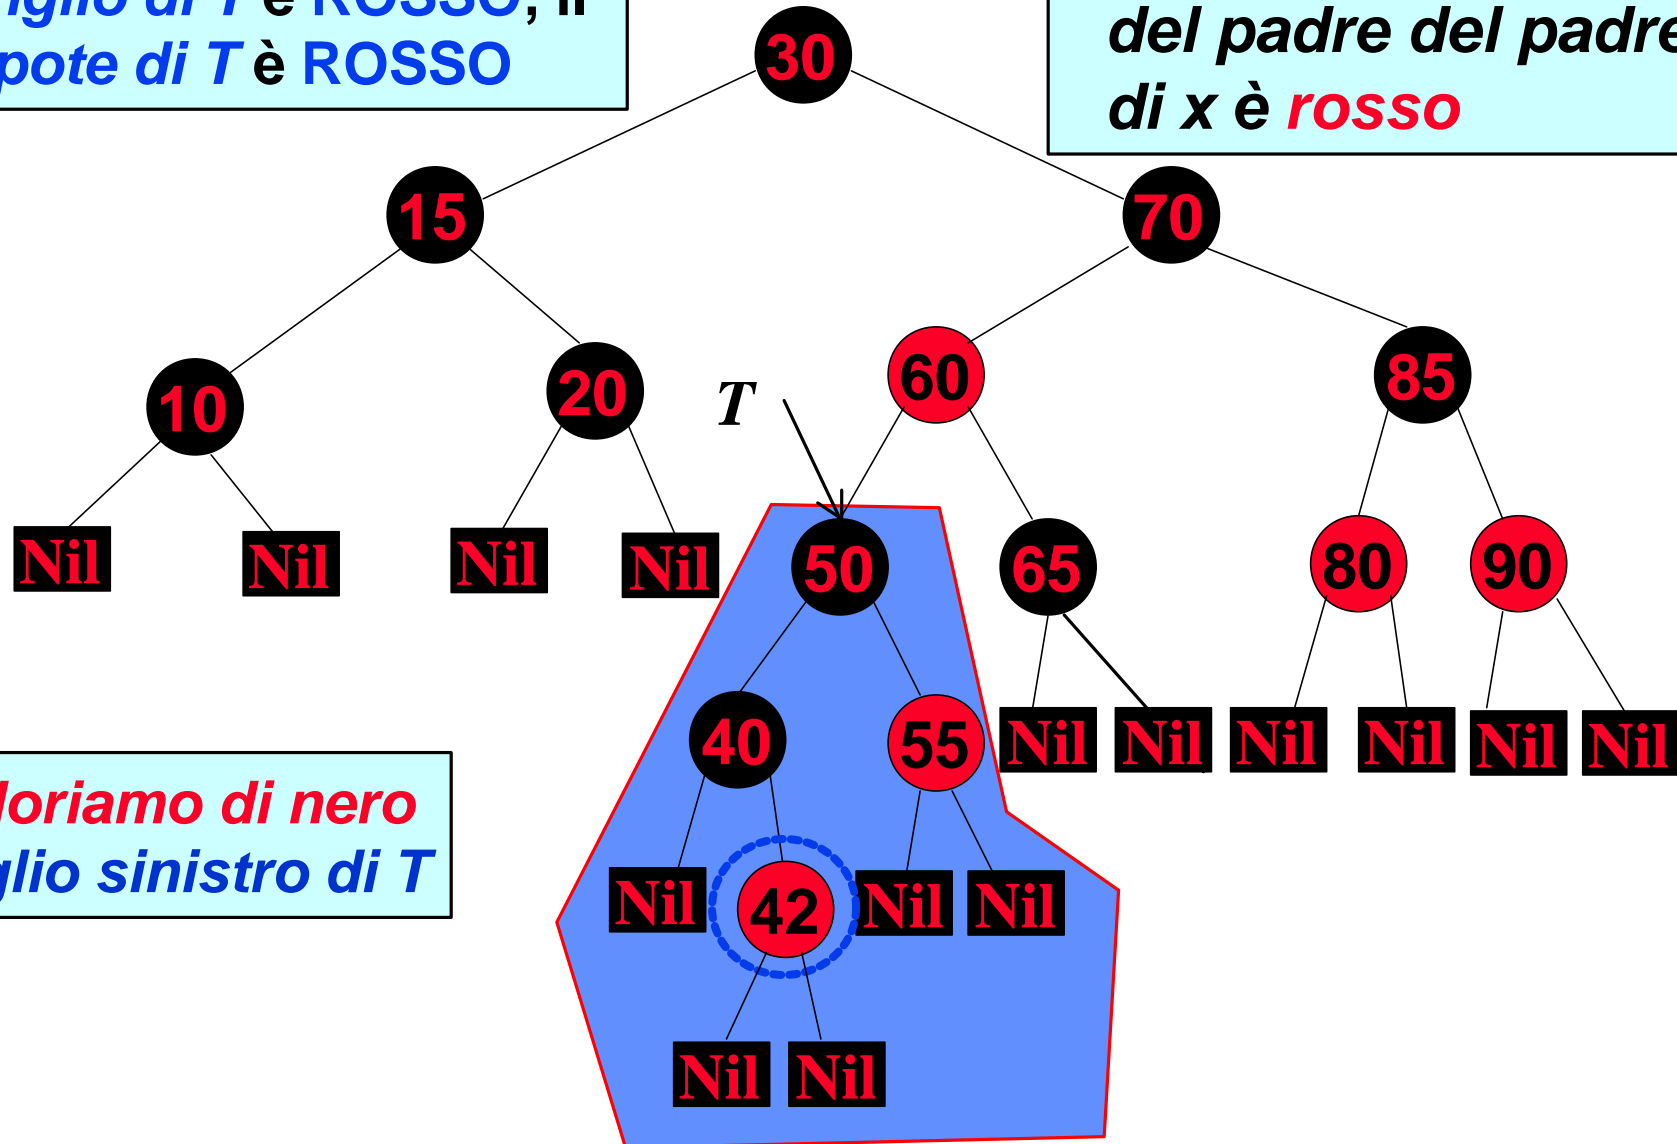 figlio di T è ROSSO, il
pote di T è ROSSO
del padre del padre
di x è rosso
30
15
70
10
20
T
60
85
Nil
Nil
Nil
Nil
50
65
80
90
40
55
Nil
Nil
Nil
Nil
Nil
Nil
loriamo di nero
glio sinistro di T
Nil
42
Nil
Nil
Nil
Nil